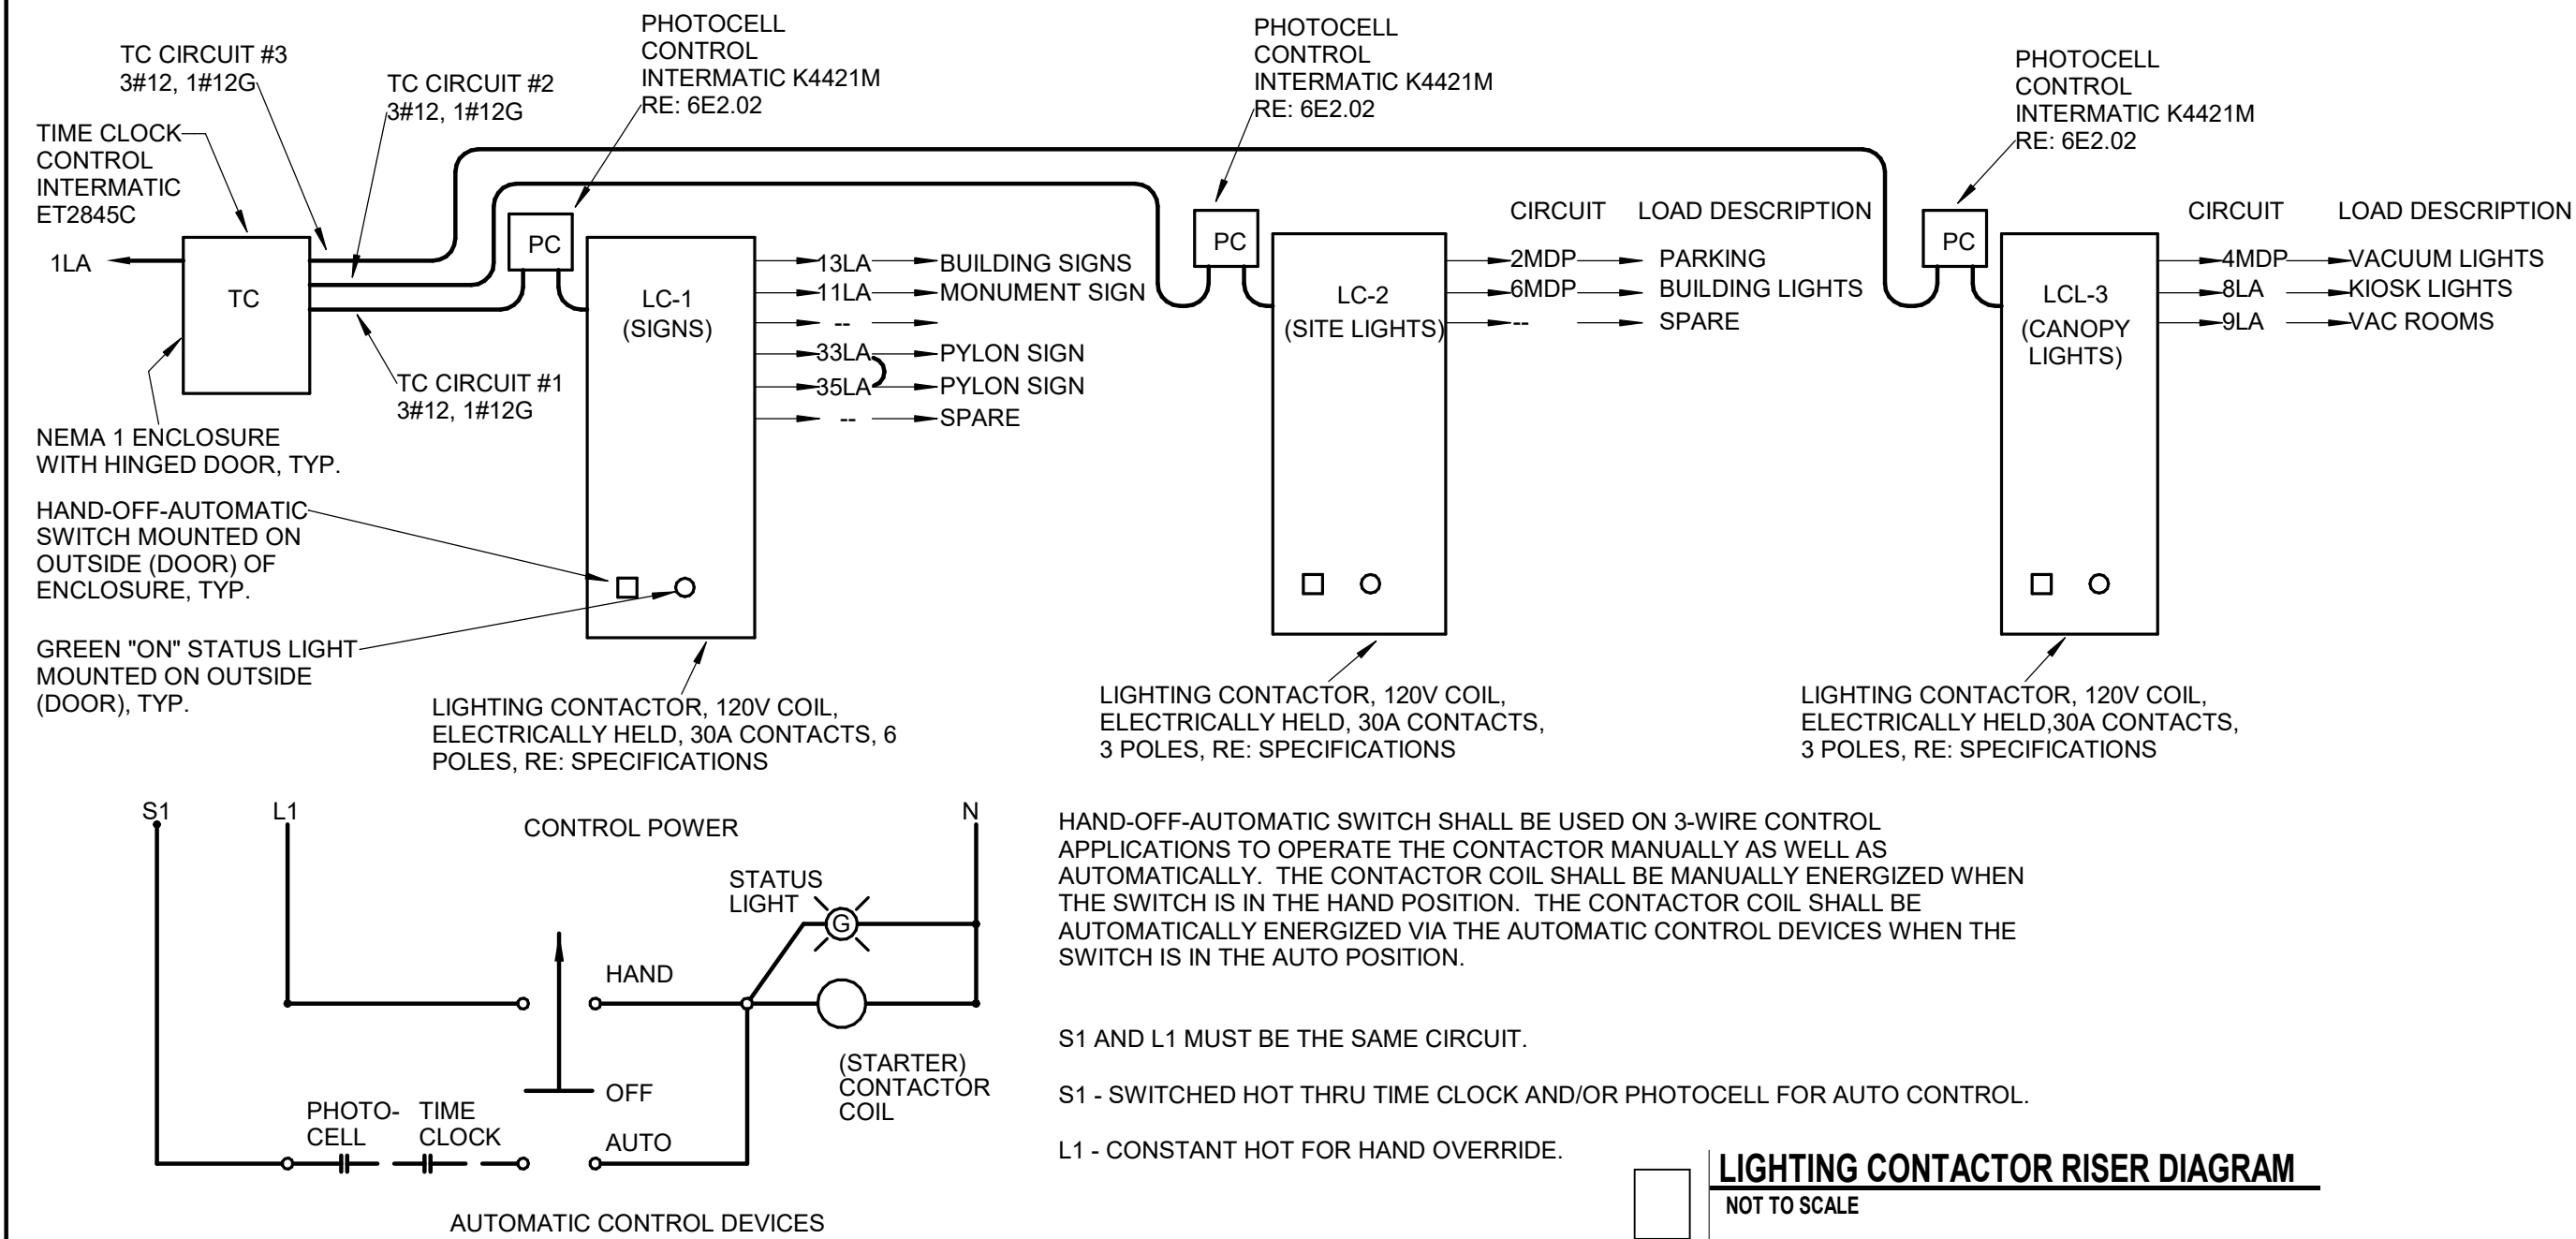 TC CIRCUIT #3
3#12, 1#12G
TC CIRCUIT #2
3#12, 1#12G
PHOTOCELL
CONTROL
INTERMATIC K4421M
RE: 6E2.02
PHOTOCELL
CONTROL
INTERMATIC K4421M
RE: 6E2.02
PHOTOCELL
CONTROL
INTERMATIC K4421M
RE: 6E2.02
TIME CLOCK
CONTROL
INTERMATIC
ET2845C
1LA
TC
PC
LC-1
(SIGNS)
13LA BUILDING SIGNS
11LA MONUMENT SIGN
--
33LA PYLON SIGN
35LA PYLON SIGN
-- SPARE
PC
LC-2
(SITE LIGHTS)
CIRCUIT LOAD DESCRIPTION
2MDP PARKING
6MDP BUILDING LIGHTS
-- SPARE
PC
LCL-3
(CANOPY
LIGHTS)
CIRCUIT LOAD DESCRIPTION
4MDP VACUUM LIGHTS
8LA KIOSK LIGHTS
9LA VAC ROOMS
TC CIRCUIT #1
3#12, 1#12G
NEMA 1 ENCLOSURE
WITH HINGED DOOR, TYP.
HAND-OFF-AUTOMATIC
SWITCH MOUNTED ON
OUTSIDE (DOOR) OF
ENCLOSURE, TYP.
GREEN "ON" STATUS LIGHT
MOUNTED ON OUTSIDE
(DOOR), TYP.
LIGHTING CONTACTOR, 120V COIL,
ELECTRICALLY HELD, 30A CONTACTS, 6
POLES, RE: SPECIFICATIONS
LIGHTING CONTACTOR, 120V COIL,
ELECTRICALLY HELD, 30A CONTACTS,
3 POLES, RE: SPECIFICATIONS
LIGHTING CONTACTOR, 120V COIL,
ELECTRICALLY HELD,30A CONTACTS,
3 POLES, RE: SPECIFICATIONS
S1
L1
CONTROL POWER
N
STATUS
LIGHT
G
HAND
OFF
AUTO
(STARTER)
CONTACTOR
COIL
PHOTO-
CELL
TIME
CLOCK
AUTOMATIC CONTROL DEVICES
HAND-OFF-AUTOMATIC SWITCH SHALL BE USED ON 3-WIRE CONTROL
APPLICATIONS TO OPERATE THE CONTACTOR MANUALLY AS WELL AS
AUTOMATICALLY. THE CONTACTOR COIL SHALL BE MANUALLY ENERGIZED WHEN
THE SWITCH IS IN THE HAND POSITION. THE CONTACTOR COIL SHALL BE
AUTOMATICALLY ENERGIZED VIA THE AUTOMATIC CONTROL DEVICES WHEN THE
SWITCH IS IN THE AUTO POSITION.
S1 AND L1 MUST BE THE SAME CIRCUIT.
S1 - SWITCHED HOT THRU TIME CLOCK AND/OR PHOTOCELL FOR AUTO CONTROL.
L1 - CONSTANT HOT FOR HAND OVERRIDE.
LIGHTING CONTACTOR RISER DIAGRAM
NOT TO SCALE